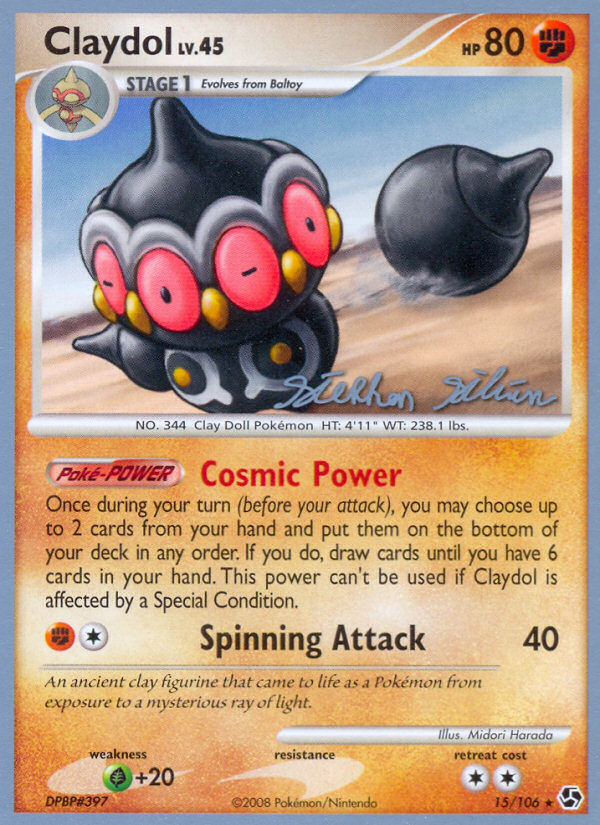 Claydol LV.45 HP 80
STAGE 1 Evolves from Baltoy
Stephen Silvestro
NO. 344 Clay Doll Pokémon HT: 4'11" WT: 238.1 lbs.
Poké-POWER Cosmic Power
Once during your turn (before your attack), you may choose up
to 2 cards from your hand and put them on the bottom of
your deck in any order. If you do, draw cards until you have 6
cards in your hand. This power can't be used if Claydol is
affected by a Special Condition.
Spinning Attack 40
An ancient clay figurine that came to life as a Pokémon from
exposure to a mysterious ray of light.
Illus. Midori Harada
weakness resistance retreat cost
+20
DPBP#397 ©2008 Pokémon/Nintendo 15/106